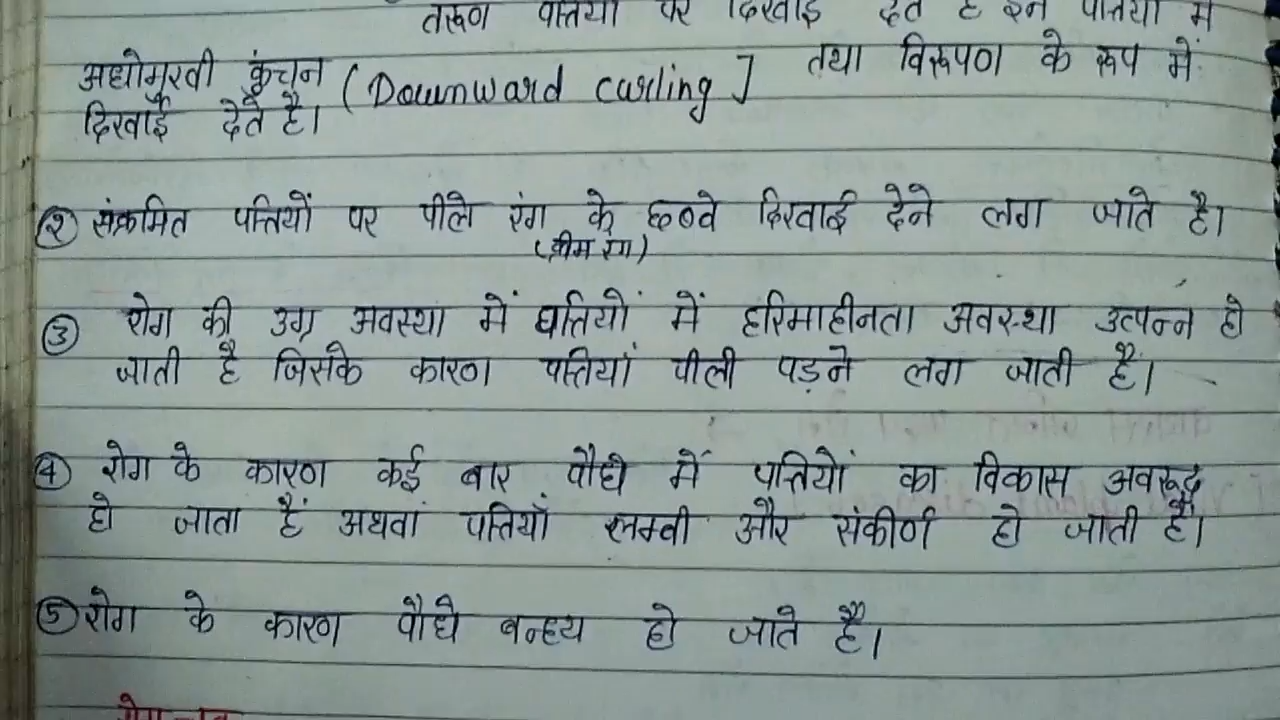 तरूण पत्तियों पर दिखाई देते है इन पत्तियों में
अधोमुखी कुंचन (Downward curling) तथा विरूपण के रूप में
दिखाई देते है।
② संक्रमित पत्तियों पर पीले रंग के धब्बे दिखाई देने लग जाते है।
(क्रीम रंग)
③ रोग की उग्र अवस्था में पत्तियों में हरिमाहीनता अवस्था उत्पन्न हो
जाती है जिसके कारण पत्तियां पीली पड़ने लग जाती है।
④ रोग के कारण कई बार पौधे में पत्तियों का विकास अवरूद्ध
हो जाता है अथवा पत्तियाँ लम्बी और संकीर्ण हो जाती है।
⑤ रोग के कारण पौधे बन्ध्य हो जाते है।